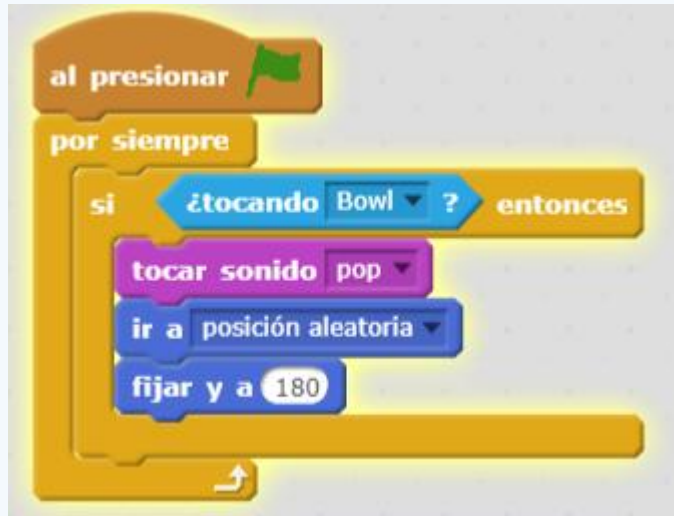 al presionar
por siempre
si ¿tocando Bowl ? entonces
tocar sonido pop
ir a posición aleatoria
fijar y a 180